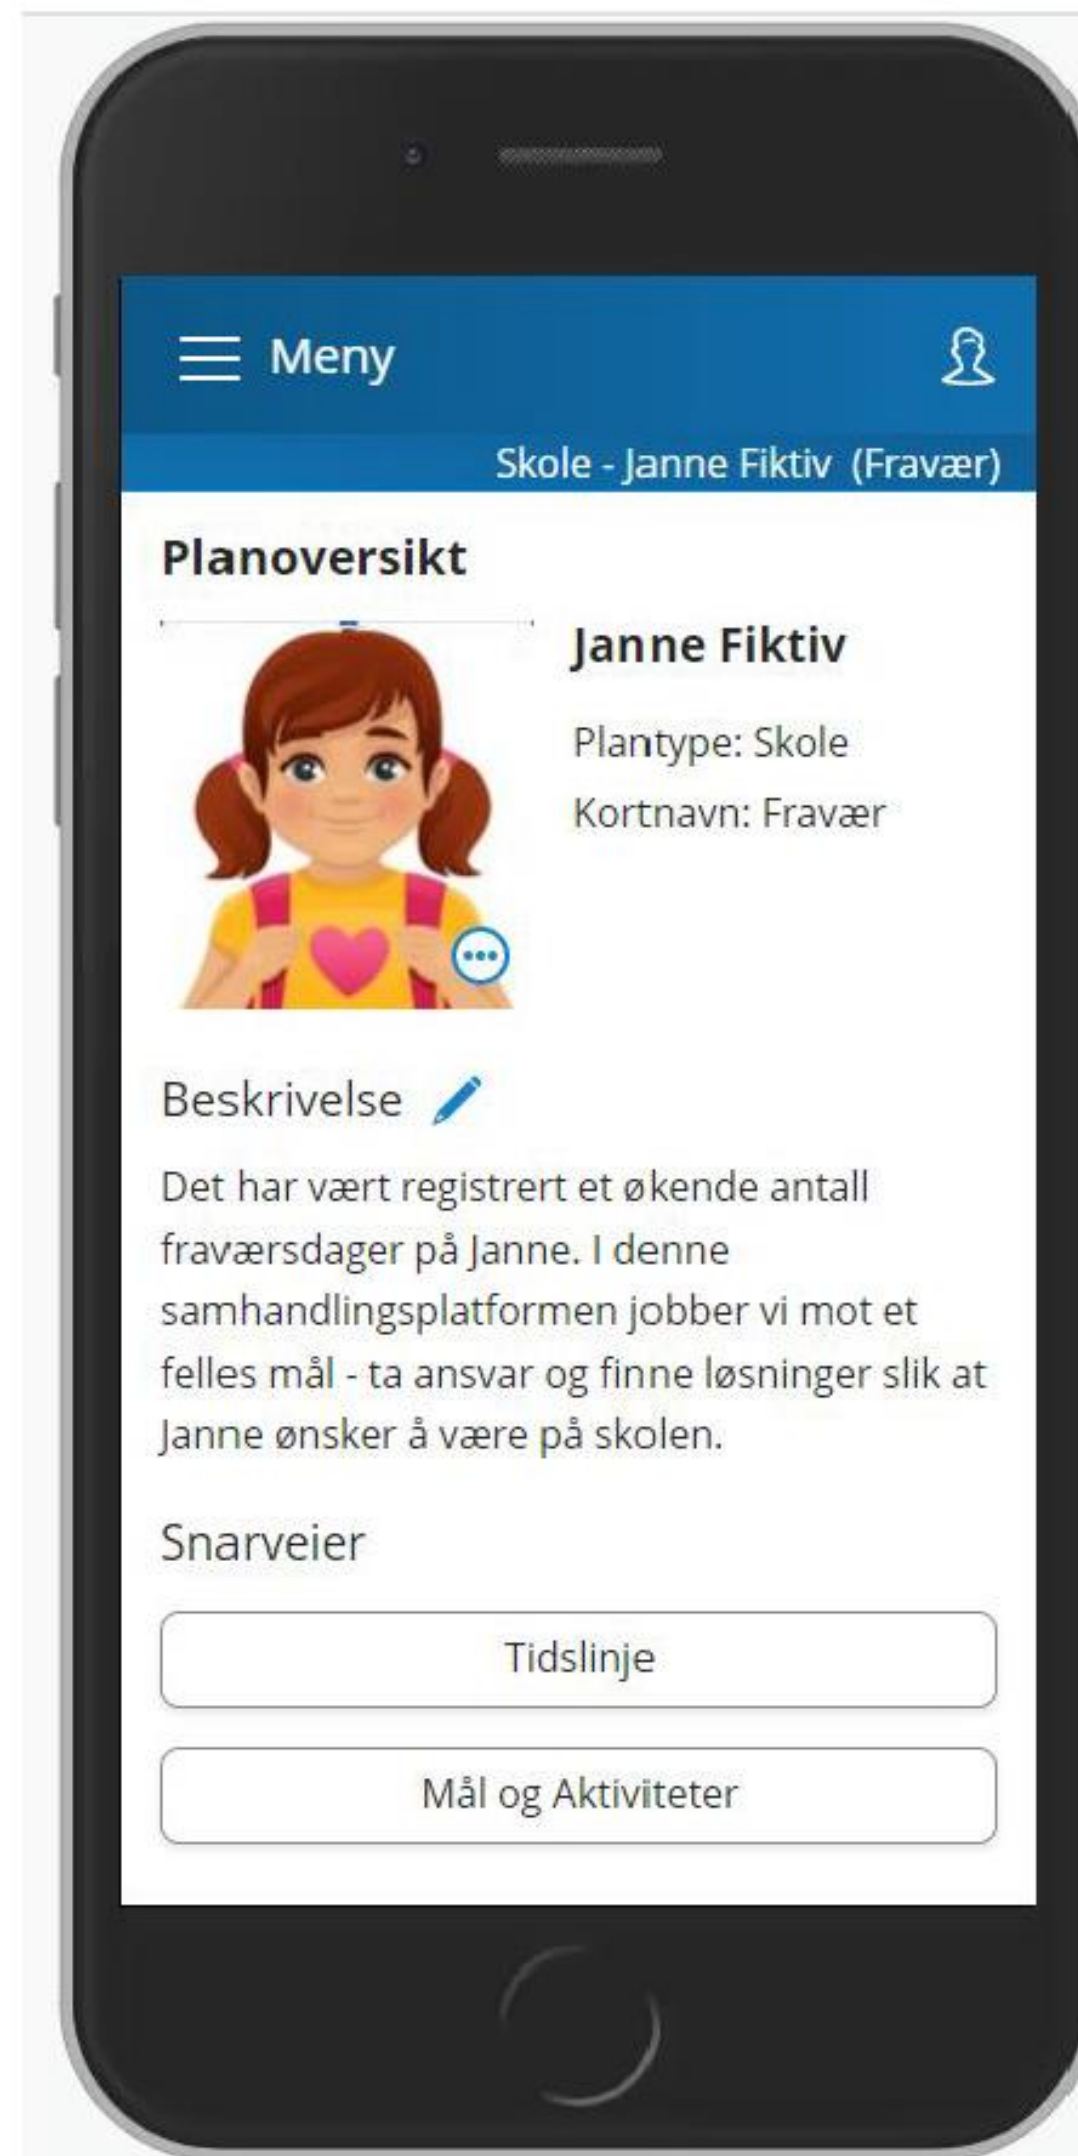 Meny
Skole - Janne Fiktiv (Fravær)
Planoversikt
Janne Fiktiv
Plantype: Skole
Kortnavn: Fravær
Beskrivelse
Det har vært registrert et økende antall
fraværsdager på Janne. I denne
samhandlingsplatformen jobber vi mot et
felles mål - ta ansvar og finne løsninger slik at
Janne ønsker å være på skolen.
Snarveier
Tidslinje
Mål og Aktiviteter